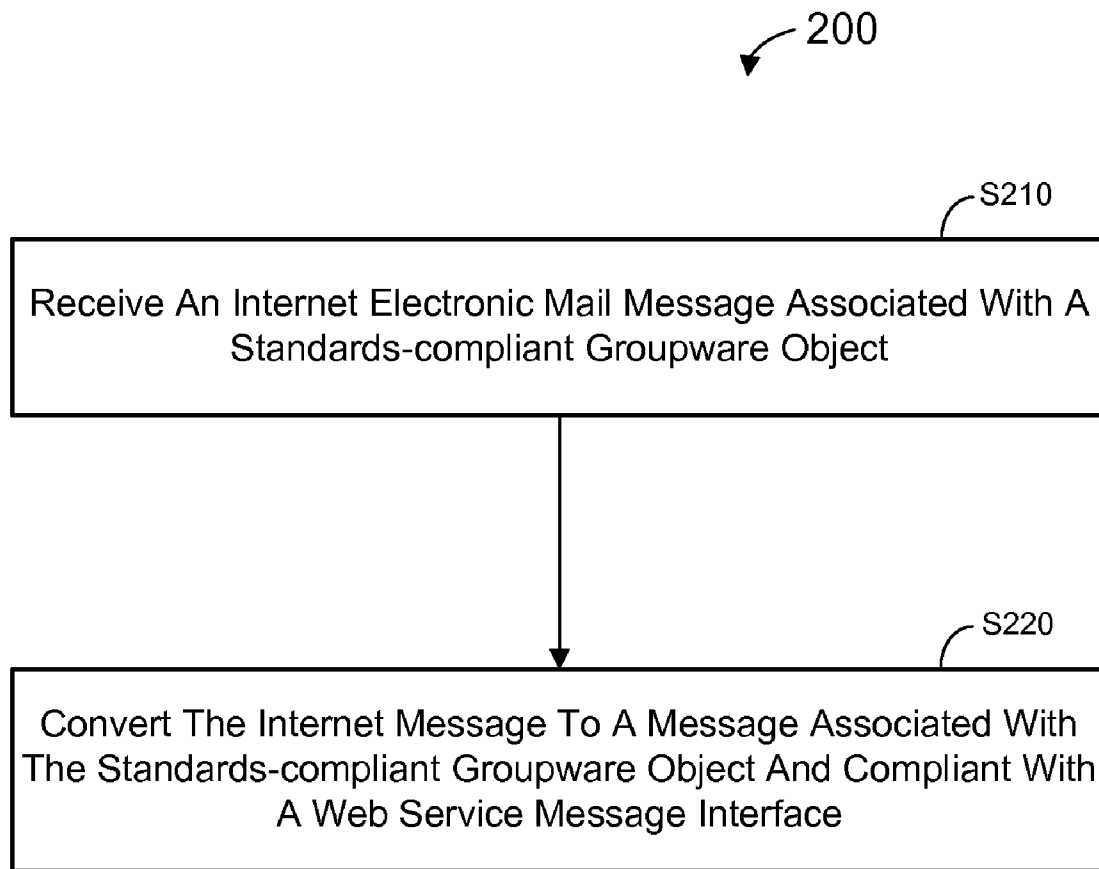 200
S210
Receive An Internet Electronic Mail Message Associated With A
Standards-compliant Groupware Object
S220
Convert The Internet Message To A Message Associated With
The Standards-compliant Groupware Object And Compliant With
A Web Service Message Interface